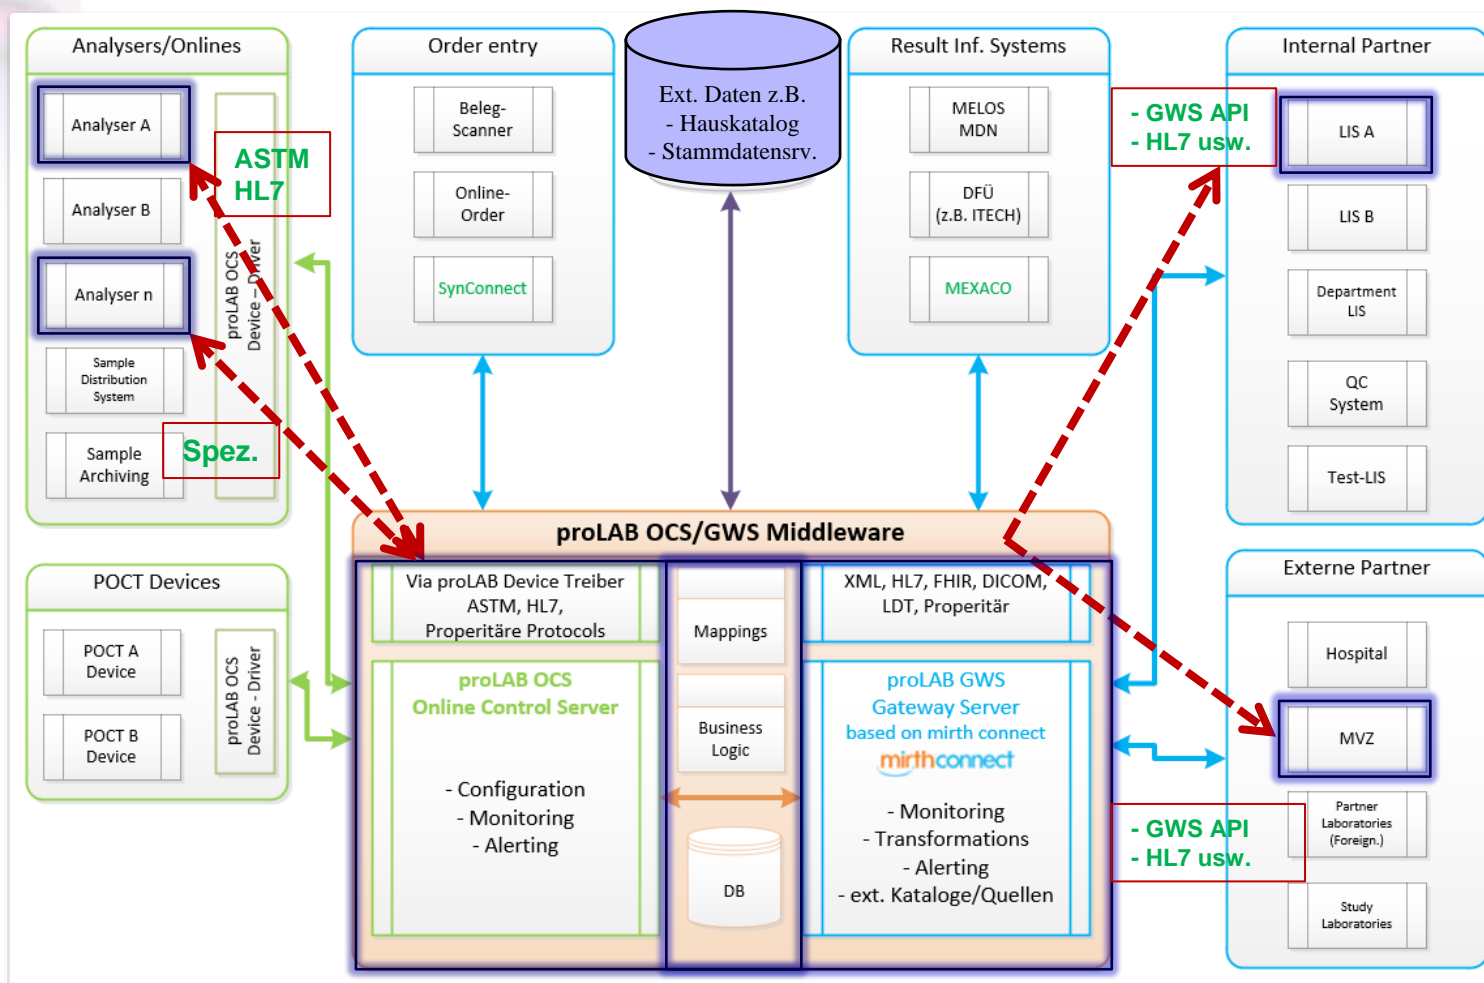 Analysers/Onlines
Analyser A
Analyser B
Analyser n
Sample
Distribution
System
Sample
Archiving
proLAB OCS
Device – Driver
ASTM
HL7
Spez.
Order entry
Beleg-
Scanner
Online-
Order
SynConnect
Ext. Daten z.B.
- Hauskatalog
- Stammdatensrv.
Result Inf. Systems
MELOS
MDN
DFÜ
(z.B. ITECH)
MEXACO
- GWS API
- HL7 usw.
Internal Partner
LIS A
LIS B
Department
LIS
QC
System
Test-LIS
POCT Devices
POCT A
Device
POCT B
Device
proLAB OCS
Device - Driver
proLAB OCS/GWS Middleware
Via proLAB Device Treiber
ASTM, HL7,
Properitäre Protocols
proLAB OCS
Online Control Server
- Configuration
- Monitoring
- Alerting
Mappings
Business
Logic
DB
XML, HL7, FHIR, DICOM,
LDT, Properitär
proLAB GWS
Gateway Server
based on mirth connect
mirthconnect
- Monitoring
- Transformations
- Alerting
- ext. Kataloge/Quellen
- GWS API
- HL7 usw.
Externe Partner
Hospital
MVZ
Partner
Laboratories
(Foreign.)
Study
Laboratories